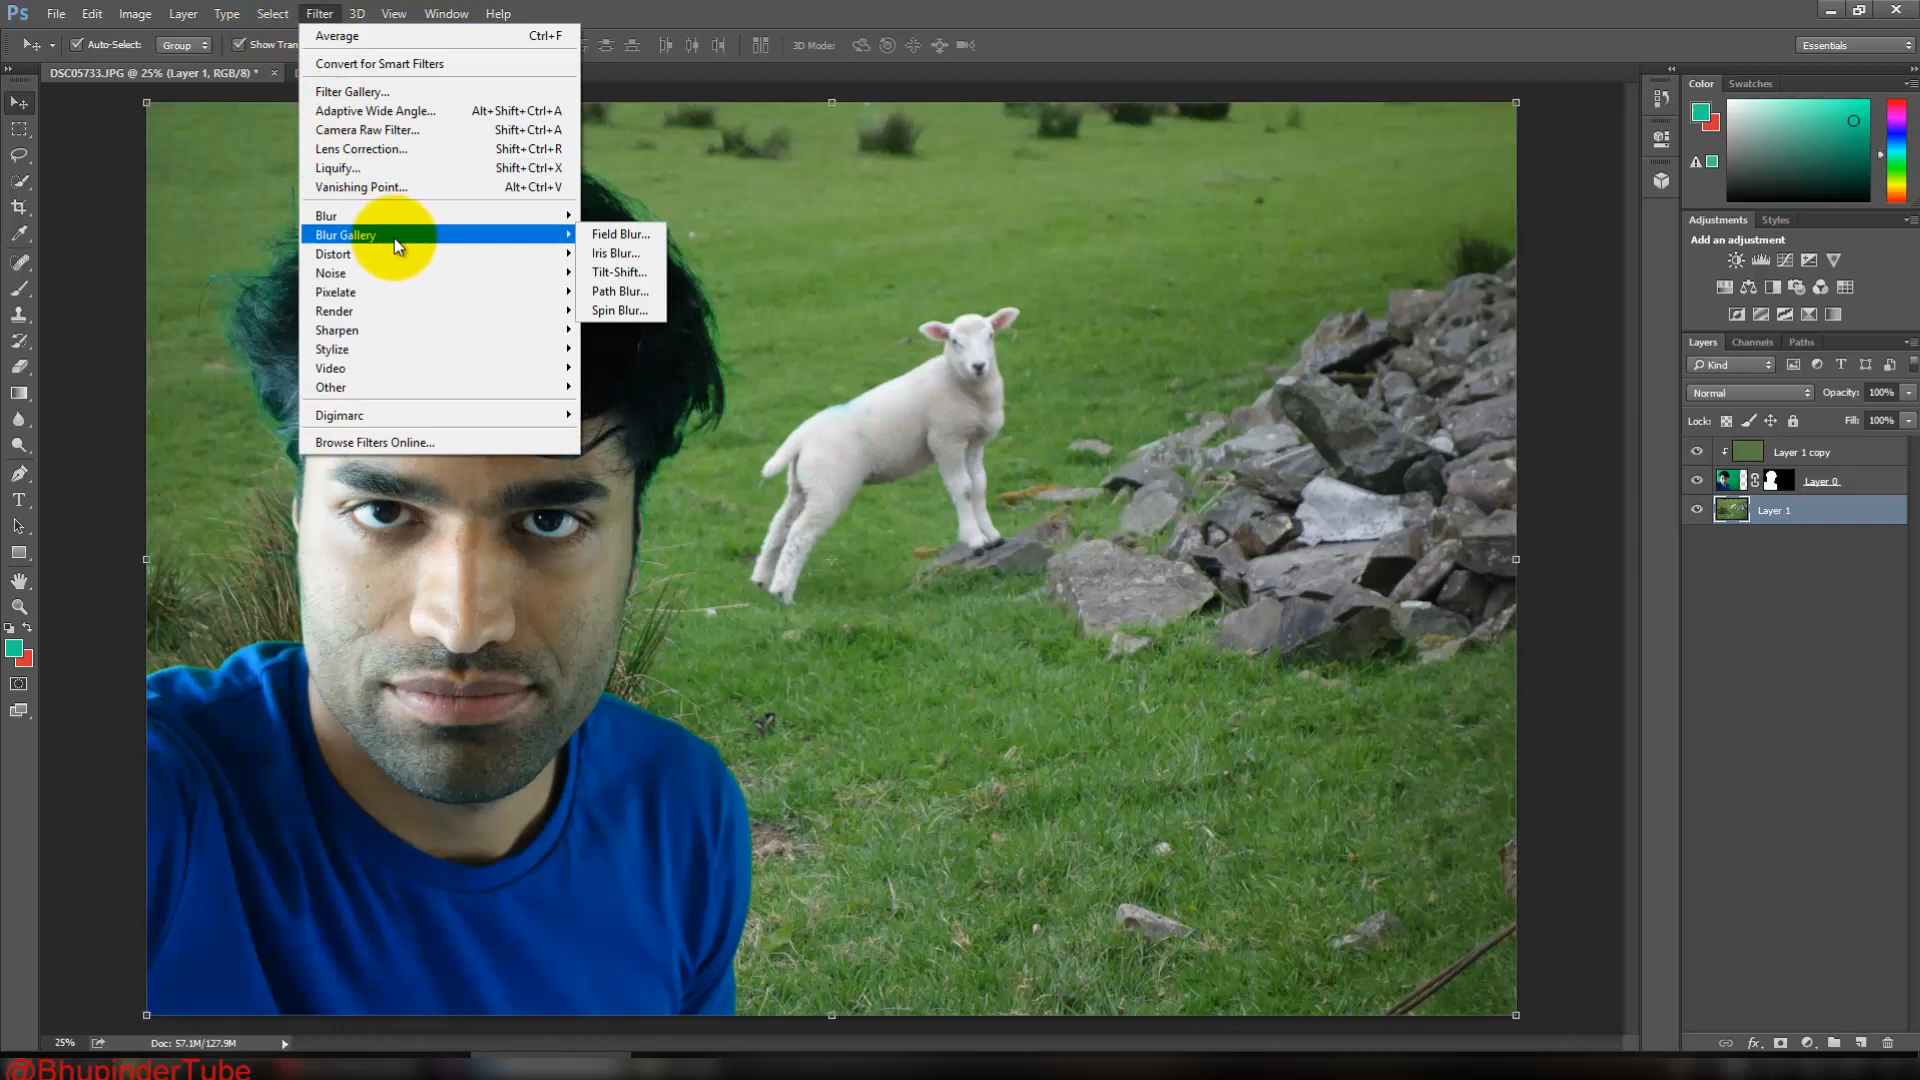 Ps File Edit Image Layer Type Select Filter 3D View Window Help
Auto-Select: Group Show Tran 3D Mode: Essentials
DSC05733.JPG @ 25% (Layer 1, RGB/8) *
Average Ctrl+F
Convert for Smart Filters
Filter Gallery...
Adaptive Wide Angle... Alt+Shift+Ctrl+A
Camera Raw Filter... Shift+Ctrl+A
Lens Correction... Shift+Ctrl+R
Liquify... Shift+Ctrl+X
Vanishing Point... Alt+Ctrl+V
Blur
Blur Gallery
Distort
Noise
Pixelate
Render
Sharpen
Stylize
Video
Other
Digimarc
Browse Filters Online...
Field Blur...
Iris Blur...
Tilt-Shift...
Path Blur...
Spin Blur...
Color Swatches
Adjustments Styles
Add an adjustment
Layers Channels Paths
Kind
Normal Opacity: 100%
Lock: Fill: 100%
Layer 1 copy
Layer 0
Layer 1
25% Doc: 57.1M/127.9M
@BhupinderTube